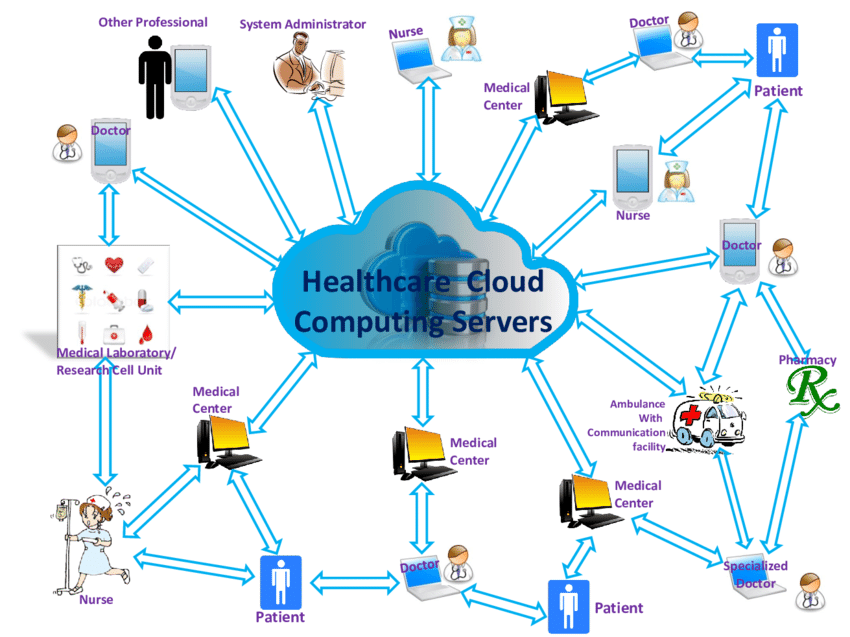 Other Professional
System Administrator
Nurse
Doctor
Medical
Center
Patient
Doctor
Nurse
Doctor
Healthcare Cloud
Computing Servers
Medical Laboratory/
Research Cell Unit
Pharmacy
Rx
Medical
Center
Ambulance
With
Communication
facility
Medical
Center
Medical
Center
Nurse
Patient
Doctor
Patient
Specialized
Doctor